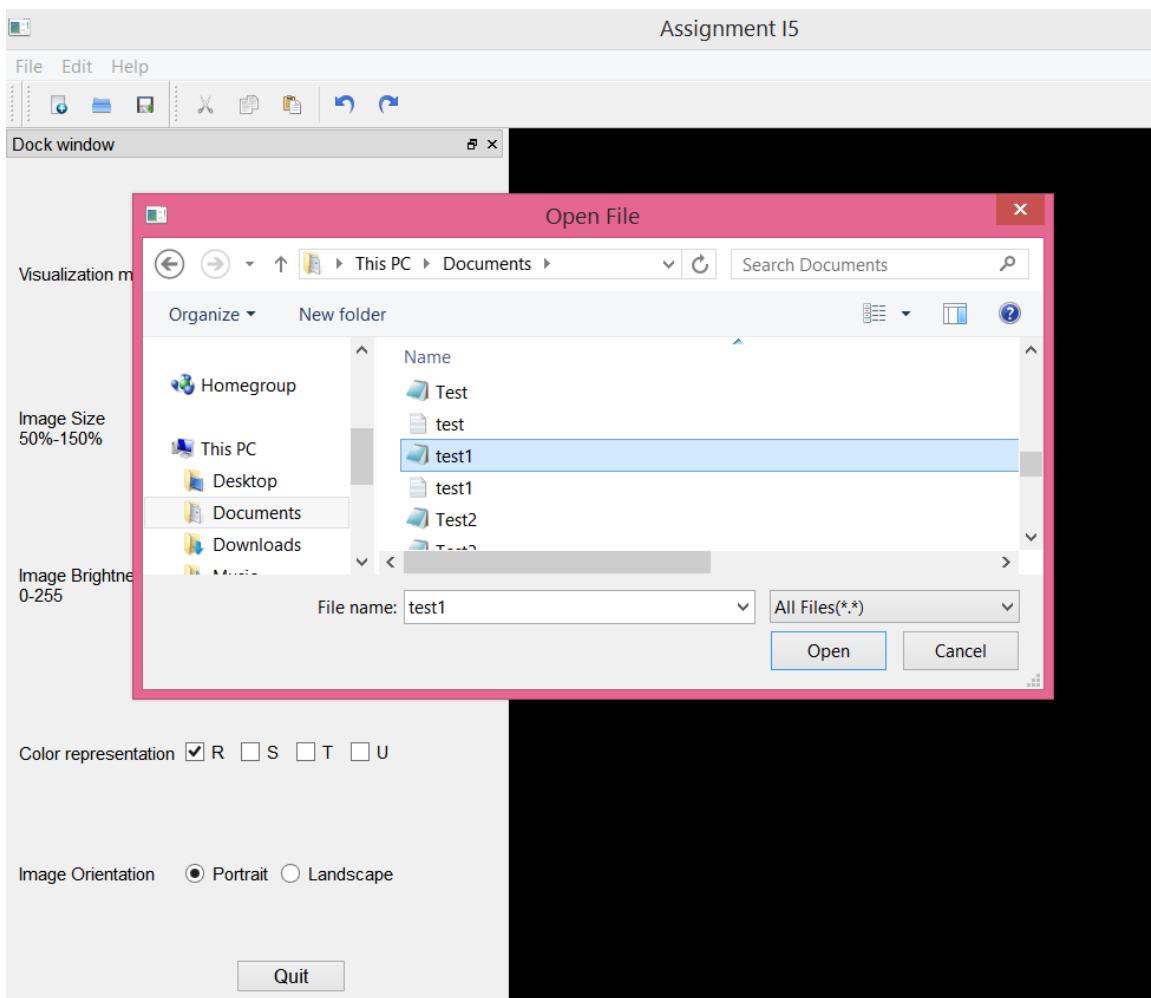 Assignment I5
File Edit Help
Dock window
Open File
This PC Documents
Search Documents
Organize New folder
Name
Homegroup
This PC
Desktop
Documents
Downloads
Test
test
test1
test1
Test2
File name: test1 All Files(*.*)
Open Cancel
Visualization
Image Size
50%-150%
Image
0-255
Color representation R S T U
Image Orientation Portrait Landscape
Quit